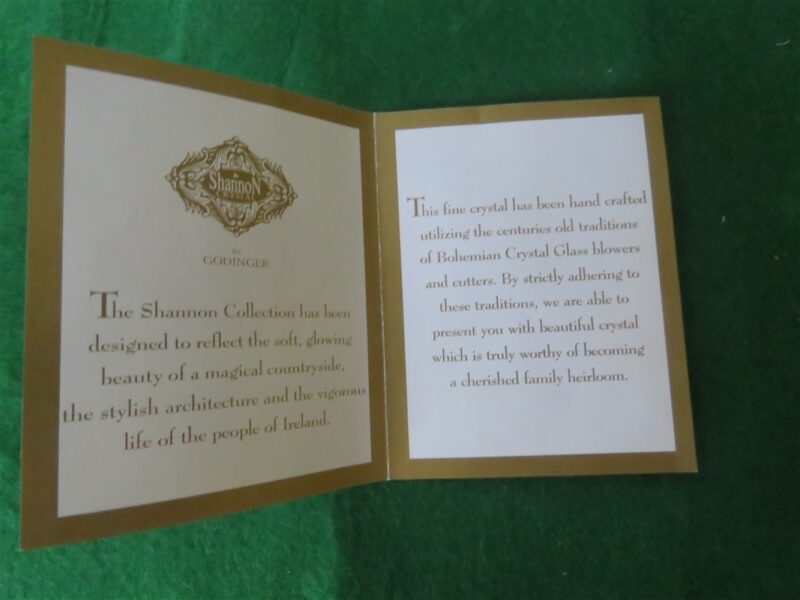 Shannon
CRYSTAL
BY
GODINGER
The Shannon Collection has been
designed to reflect the soft, glowing
beauty of a magical countryside,
the stylish architecture and the vigorous
life of the people of Ireland.
This fine crystal has been hand crafted
utilizing the centuries old traditions
of Bohemian Crystal Glass blowers
and cutters. By strictly adhering to
these traditions, we are able to
present you with beautiful crystal
which is truly worthy of becoming
a cherished family heirloom.